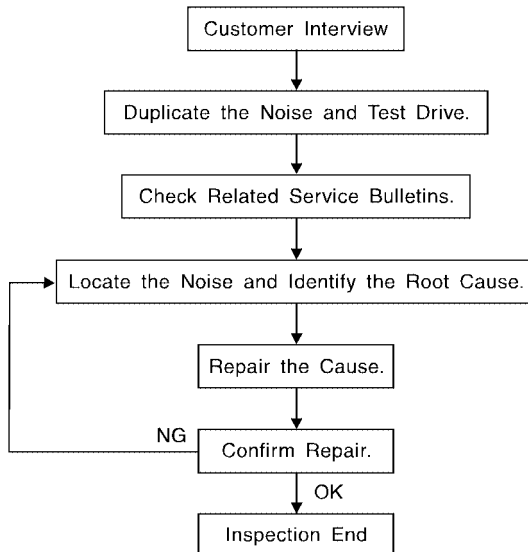 Customer Interview
Duplicate the Noise and Test Drive.
Check Related Service Bulletins.
Locate the Noise and Identify the Root Cause.
Repair the Cause.
NG
Confirm Repair.
OK
Inspection End